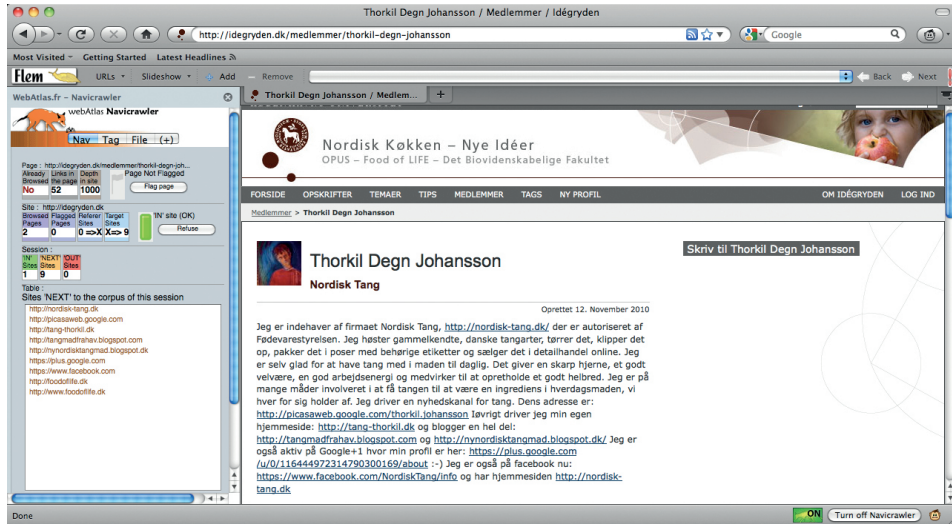 Thorkil Degn Johansson / Medlemmer / Idégryden
http://idegryden.dk/medlemmer/thorkil-degn-johansson
Google
Most Visited Getting Started Latest Headlines
Flem URLs Slideshow Add Remove Back Next
WebAtlas.fr – Navicrawler
Thorkil Degn Johansson / Medlem...
webAtlas Navicrawler
Nav Tag File (+)
Page : http://idegryden.dk/medlemmer/thorkil-degn-joh...
Already Browsed Links in the page Depth in site Page Not Flagged
No 52 1000 Flag page
Site : http://idegryden.dk
Browsed Pages Flagged Pages Referer Sites Target Sites 'IN' site (OK)
2 0 0 =>X X=> 9 Refuse
Session :
'IN' Sites 'NEXT' Sites 'OUT' Sites
1 9 0
Table :
Sites 'NEXT' to the corpus of this session
http://nordisk-tang.dk
http://picasaweb.google.com
http://tang-thorkil.dk
http://tangmadfrahav.blogspot.com
http://nynordisktangmad.blogspot.dk
https://plus.google.com
https://www.facebook.com
http://foodoflife.dk
http://www.foodoflife.dk
Nordisk Køkken – Nye Idéer
OPUS – Food of LIFE – Det Biovidenskabelige Fakultet
FORSIDE OPSKRIFTER TEMAER TIPS MEDLEMMER TAGS NY PROFIL OM IDÉGRYDEN LOG IND
Medlemmer > Thorkil Degn Johansson
Thorkil Degn Johansson
Nordisk Tang
Skriv til Thorkil Degn Johansson
Oprettet 12. November 2010
Jeg er indehaver af firmaet Nordisk Tang, http://nordisk-tang.dk/ der er autoriseret af
Fødevarestyrelsen. Jeg høster gammelkendte, danske tangarter, tørrer det, klipper det
op, pakker det i poser med behørige etiketter og sælger det i detailhandel online. Jeg
er selv glad for at have tang med i maden til daglig. Det giver en skarp hjerne, et godt
velvære, en god arbejdsenergi og medvirker til at opretholde et godt helbred. Jeg er på
mange måder involveret i at få tangen til at være en ingrediens i hverdagsmaden, vi
hver for sig holder af. Jeg driver en nyhedskanal for tang. Dens adresse er:
http://picasaweb.google.com/thorkil.johansson Iøvrigt driver jeg min egen
hjemmeside: http://tang-thorkil.dk og blogger en hel del:
http://tangmadfrahav.blogspot.com og http://nynordisktangmad.blogspot.dk/ Jeg er
også aktiv på Google+1 hvor min profil er her: https://plus.google.com
/u/0/116444972314790300169/about :-) Jeg er også på facebook nu:
https://www.facebook.com/NordiskTang/info og har hjemmesiden http://nordisk-
tang.dk
Done
ON Turn off Navicrawler